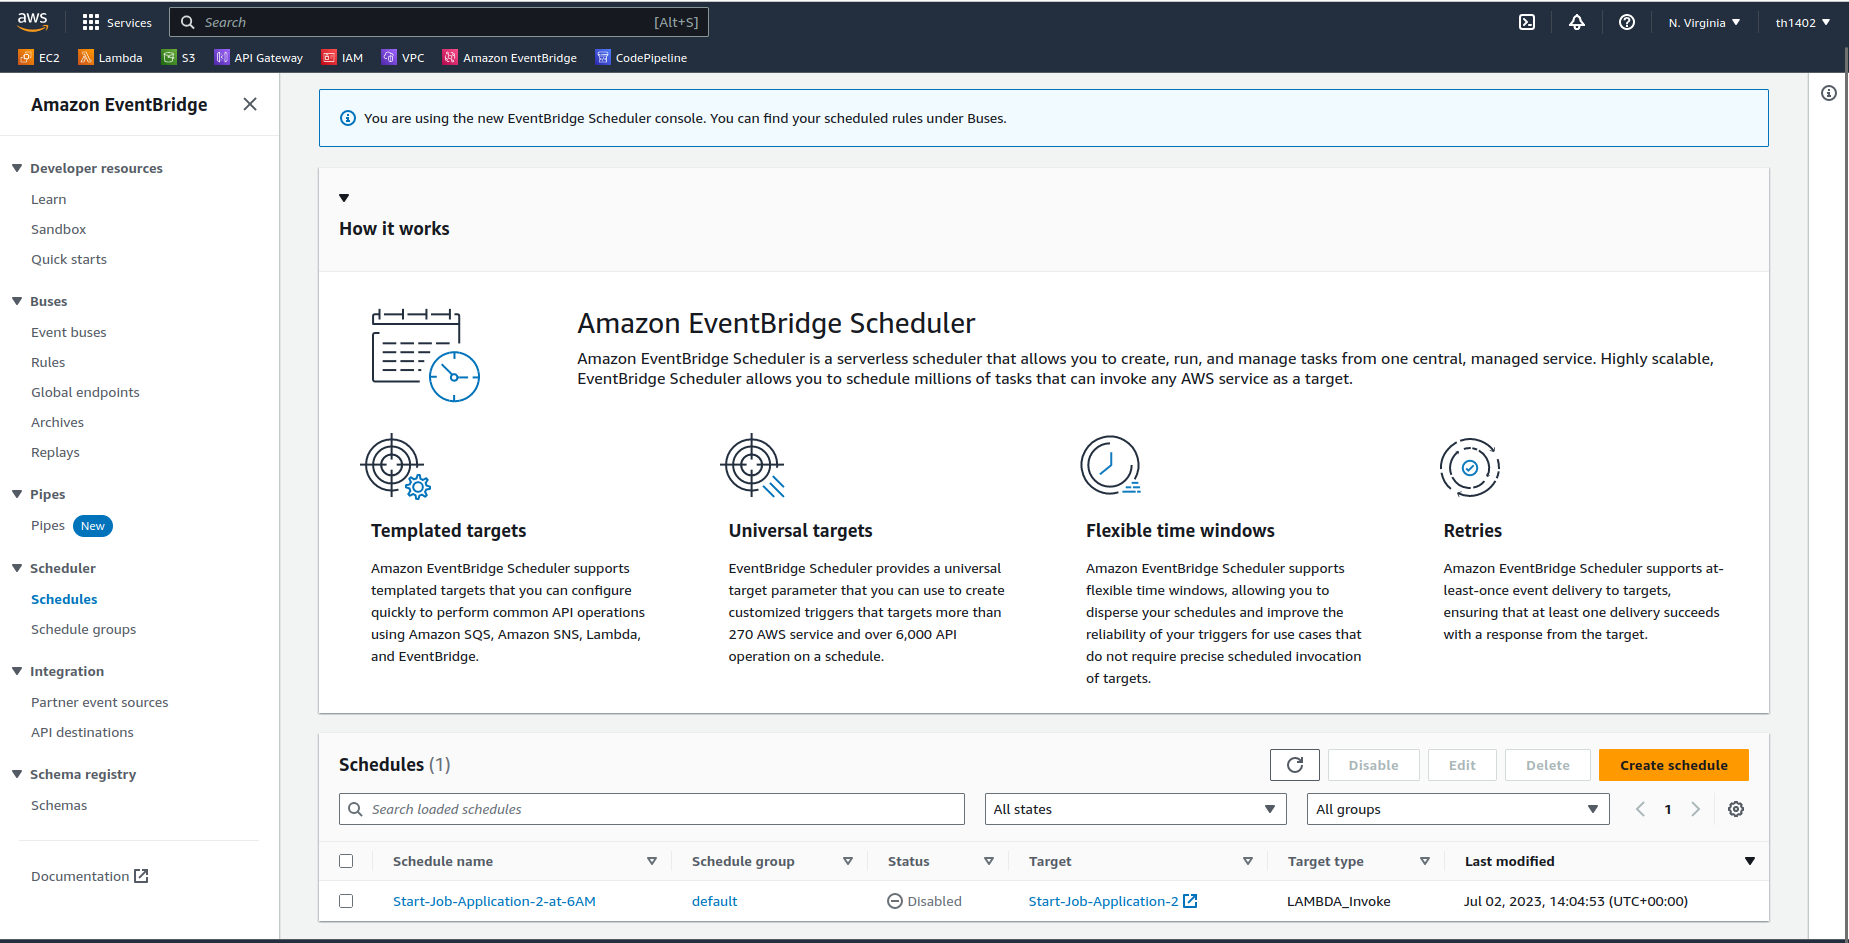 aws
Services
Search
[Alt+S]
N. Virginia
th1402
EC2
Lambda
S3
API Gateway
IAM
VPC
Amazon EventBridge
CodePipeline
Amazon EventBridge
Developer resources
Learn
Sandbox
Quick starts
Buses
Event buses
Rules
Global endpoints
Archives
Replays
Pipes
Pipes New
Scheduler
Schedules
Schedule groups
Integration
Partner event sources
API destinations
Schema registry
Schemas
Documentation
You are using the new EventBridge Scheduler console. You can find your scheduled rules under Buses.
How it works
Amazon EventBridge Scheduler
Amazon EventBridge Scheduler is a serverless scheduler that allows you to create, run, and manage tasks from one central, managed service. Highly scalable,
EventBridge Scheduler allows you to schedule millions of tasks that can invoke any AWS service as a target.
Templated targets
Amazon EventBridge Scheduler supports
templated targets that you can configure
quickly to perform common API operations
using Amazon SQS, Amazon SNS, Lambda,
and EventBridge.
Universal targets
EventBridge Scheduler provides a universal
target parameter that you can use to create
customized triggers that targets more than
270 AWS service and over 6,000 API
operation on a schedule.
Flexible time windows
Amazon EventBridge Scheduler supports
flexible time windows, allowing you to
disperse your schedules and improve the
reliability of your triggers for use cases that
do not require precise scheduled invocation
of targets.
Retries
Amazon EventBridge Scheduler supports at-
least-once event delivery to targets,
ensuring that at least one delivery succeeds
with a response from the target.
Schedules (1)
Disable
Edit
Delete
Create schedule
Search loaded schedules
All states
All groups
1
Schedule name
Schedule group
Status
Target
Target type
Last modified
Start-Job-Application-2-at-6AM
default
Disabled
Start-Job-Application-2
LAMBDA_Invoke
Jul 02, 2023, 14:04:53 (UTC+00:00)